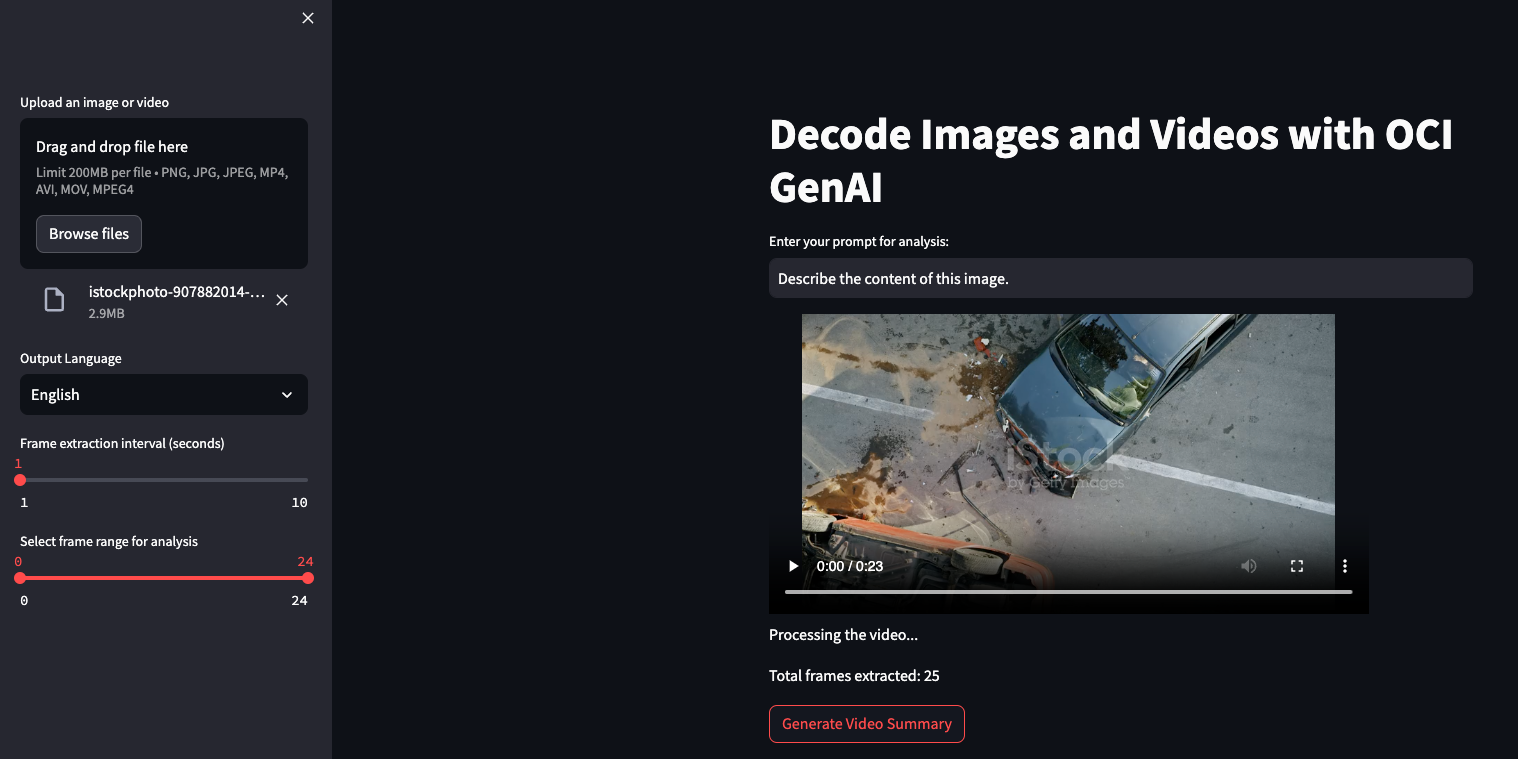 Upload an image or video
Drag and drop file here
Limit 200MB per file • PNG, JPG, JPEG, MP4,
AVI, MOV, MPEG4
Browse files
istockphoto-907882014-...
2.9MB
Output Language
English
Frame extraction interval (seconds)
1
1 10
Select frame range for analysis
0 24
0 24
Decode Images and Videos with OCI
GenAI
Enter your prompt for analysis:
Describe the content of this image.
iStock
by Getty Images
0:00 / 0:23
Processing the video...
Total frames extracted: 25
Generate Video Summary